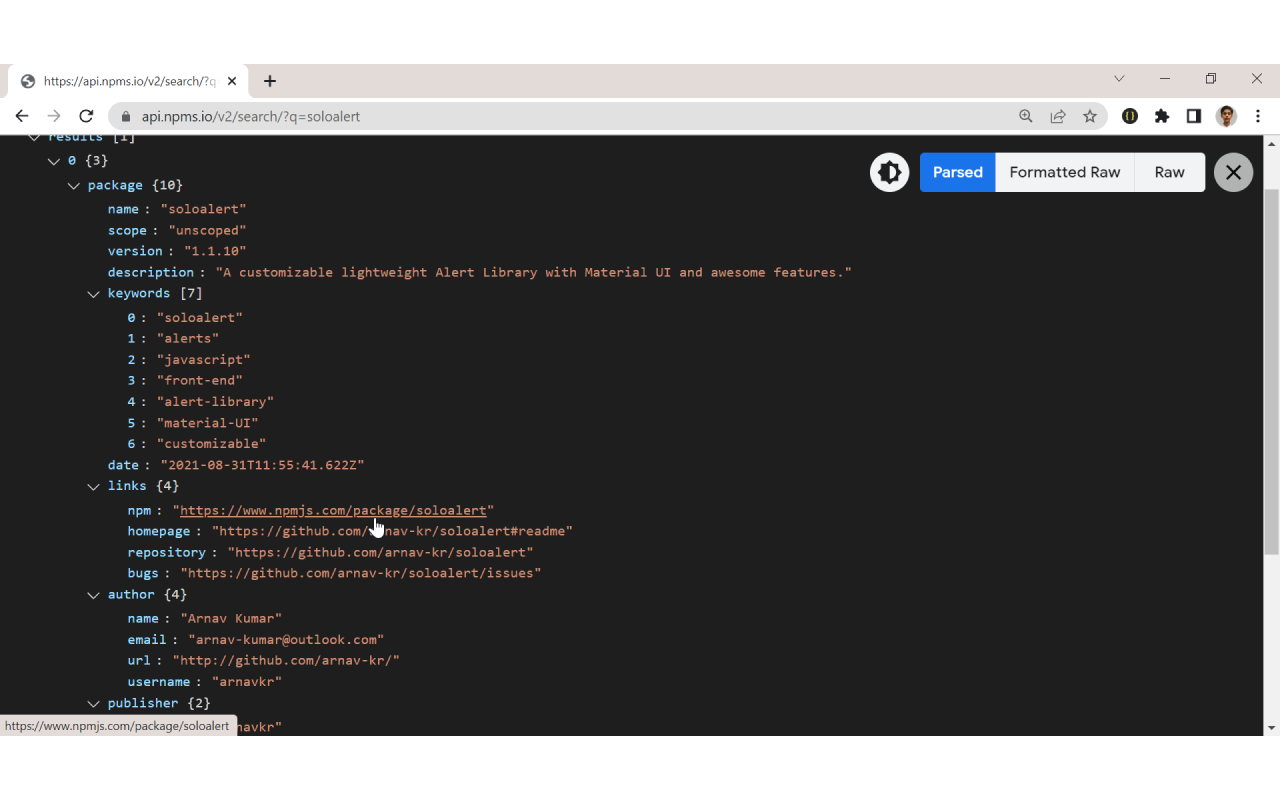 https://api.npms.io/v2/search/?q
api.npms.io/v2/search/?q=soloalert
results [1]
0 {3}
Parsed Formatted Raw Raw
package {10}
name : "soloalert"
scope : "unscoped"
version : "1.1.10"
description : "A customizable lightweight Alert Library with Material UI and awesome features."
keywords [7]
0 : "soloalert"
1 : "alerts"
2 : "javascript"
3 : "front-end"
4 : "alert-library"
5 : "material-UI"
6 : "customizable"
date : "2021-08-31T11:55:41.622Z"
links {4}
npm : "https://www.npmjs.com/package/soloalert"
homepage : "https://github.com/arnav-kr/soloalert#readme"
repository : "https://github.com/arnav-kr/soloalert"
bugs : "https://github.com/arnav-kr/soloalert/issues"
author {4}
name : "Arnav Kumar"
email : "arnav-kumar@outlook.com"
url : "http://github.com/arnav-kr/"
username : "arnavkr"
publisher {2}
https://www.npmjs.com/package/soloalert navkr"